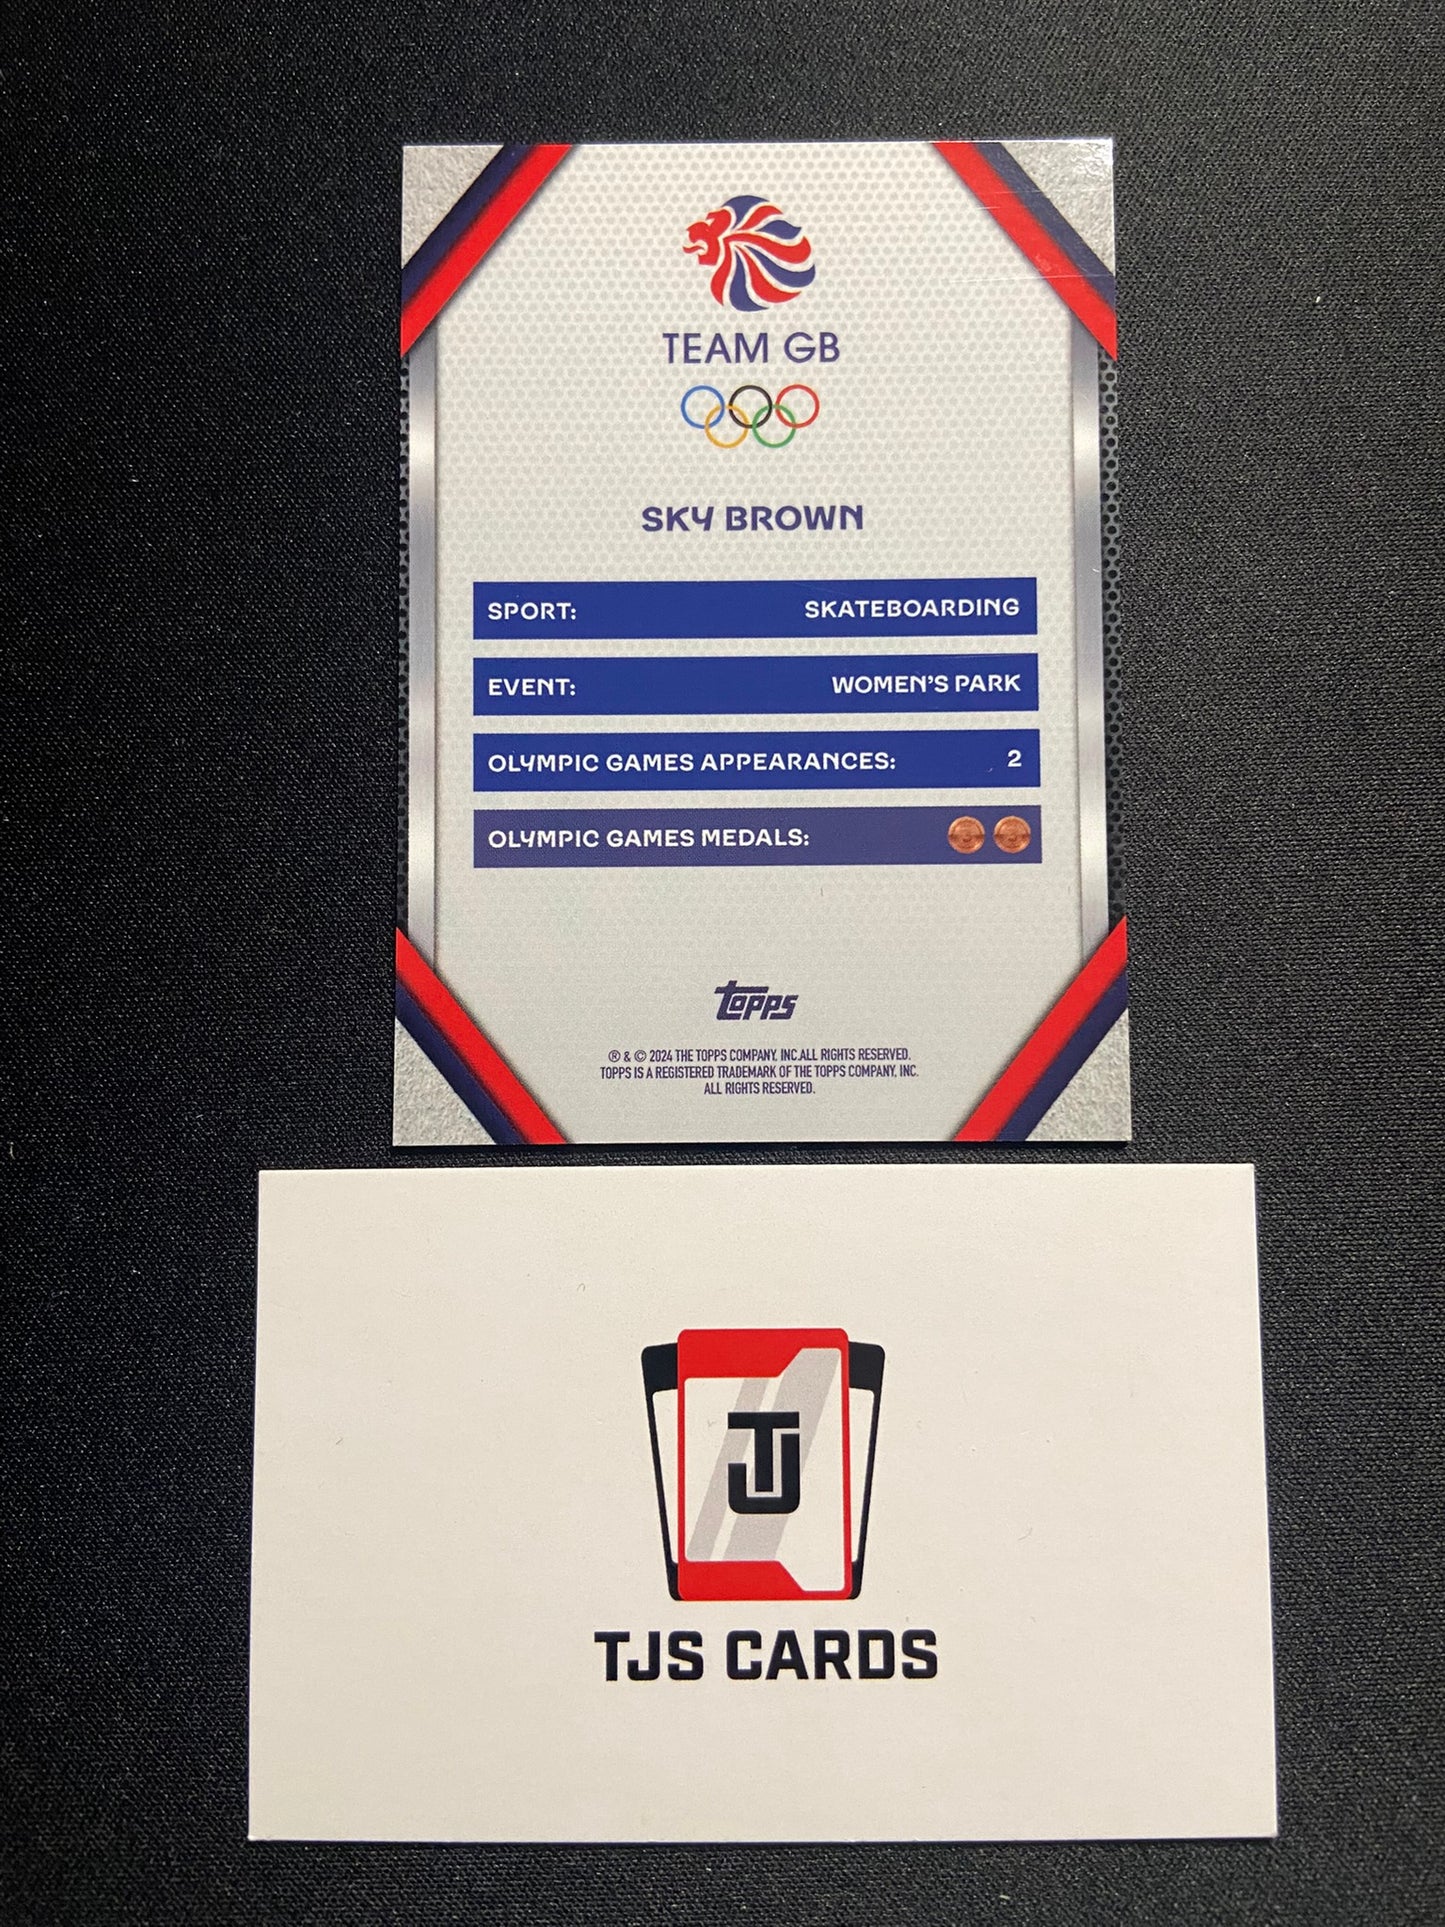 TEAM GB
SKY BROWN
SPORT: SKATEBOARDING
EVENT: WOMEN'S PARK
OLYMPIC GAMES APPEARANCES: 2
OLYMPIC GAMES MEDALS:
TOPPS
® & © 2024 THE TOPPS COMPANY, INC.ALL RIGHTS RESERVED.
TOPPS IS A REGISTERED TRADEMARK OF THE TOPPS COMPANY, INC.
ALL RIGHTS RESERVED.
TJ
TJS CARDS